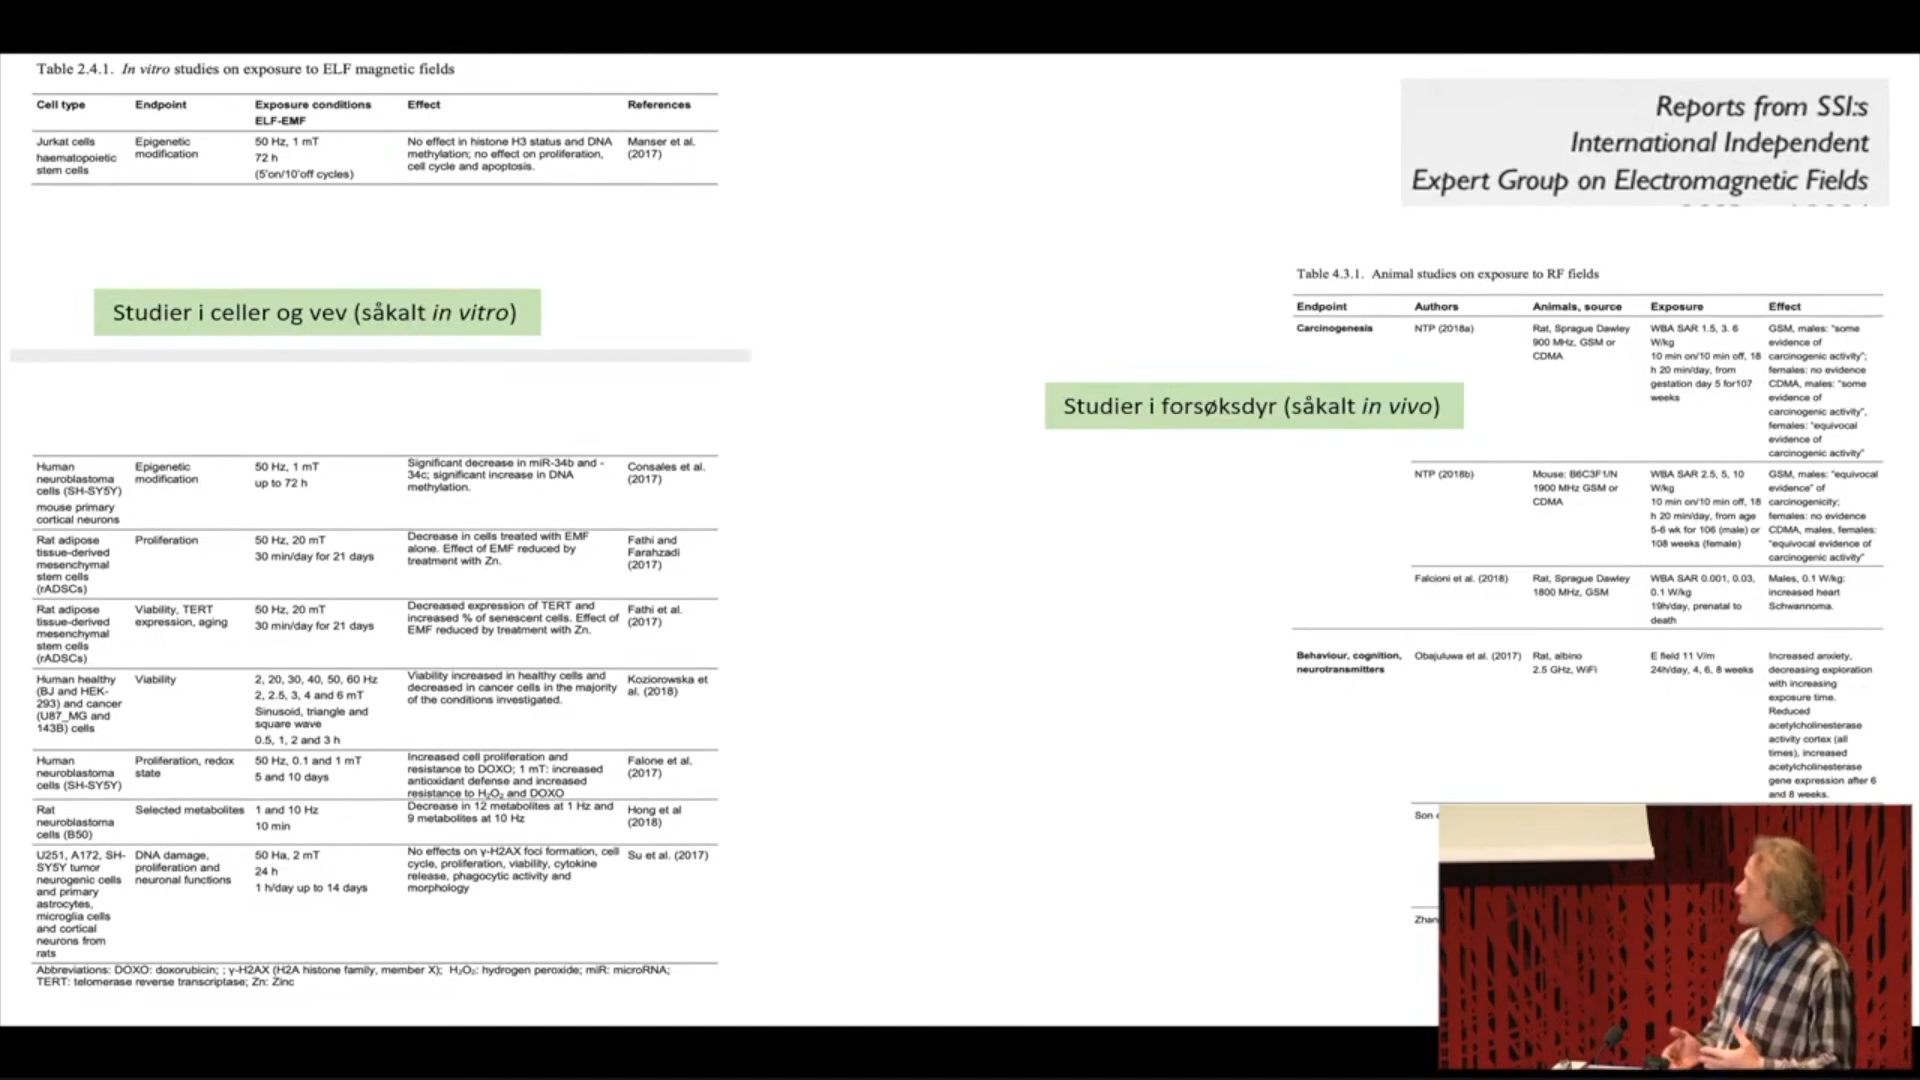 Table 2.4.1. In vitro studies on exposure to ELF magnetic fields
Cell type Endpoint Exposure conditions Effect References
ELF-EMF
Jurkat cells
haematopoietic
stem cells
Epigenetic
modification
50 Hz, 1 mT
72 h
(5'on/10'off cycles)
No effect in histone H3 status and DNA
methylation; no effect on proliferation,
cell cycle and apoptosis.
Manser et al.
(2017)
Studier i celler og vev (såkalt in vitro)
Human
neuroblastoma
cells (SH-SY5Y)
mouse primary
cortical neurons
Epigenetic
modification
50 Hz, 1 mT
up to 72 h
Significant decrease in miR-34b and -
34c; significant increase in DNA
methylation.
Consales et al.
(2017)
Rat adipose
tissue-derived
mesenchymal
stem cells
(rADSCs)
Proliferation
50 Hz, 20 mT
30 min/day for 21 days
Decrease in cells treated with EMF
alone. Effect of EMF reduced by
treatment with Zn.
Fathi and
Farahzadi
(2017)
Rat adipose
tissue-derived
mesenchymal
stem cells
(rADSCs)
Viability, TERT
expression, aging
50 Hz, 20 mT
30 min/day for 21 days
Decreased expression of TERT and
increased % of senescent cells. Effect of
EMF reduced by treatment with Zn.
Fathi et al.
(2017)
Human healthy
(BJ and HEK-
293) and cancer
(U87_MG and
143B) cells
Viability
2, 20, 30, 40, 50, 60 Hz
2, 2.5, 3, 4 and 6 mT
Sinusoid, triangle and
square wave
0.5, 1, 2 and 3 h
Viability increased in healthy cells and
decreased in cancer cells in the majority
of the conditions investigated.
Koziorowska et
al. (2018)
Human
neuroblastoma
cells (SH-SY5Y)
Proliferation, redox
state
50 Hz, 0.1 and 1 mT
5 and 10 days
Increased cell proliferation and
resistance to DOXO; 1 mT: increased
antioxidant defense and increased
resistance to H₂O₂ and DOXO
Falone et al.
(2017)
Rat
neuroblastoma
cells (B50)
Selected metabolites
1 and 10 Hz
10 min
Decrease in 12 metabolites at 1 Hz and
9 metabolites at 10 Hz
Hong et al
(2018)
U251, A172, SH-
SY5Y tumor
neurogenic cells
and primary
astrocytes,
microglia cells
and cortical
neurons from
rats
DNA damage,
proliferation and
neuronal functions
50 Ha, 2 mT
24 h
1 h/day up to 14 days
No effects on γ-H2AX foci formation, cell
cycle, proliferation, viability, cytokine
release, phagocytic activity and
morphology
Su et al. (2017)
Abbreviations: DOXO: doxorubicin; ; γ-H2AX (H2A histone family, member X); H₂O₂: hydrogen peroxide; miR: microRNA;
TERT: telomerase reverse transcriptase; Zn: Zinc
Reports from SSI:s
International Independent
Expert Group on Electromagnetic Fields
Table 4.3.1. Animal studies on exposure to RF fields
Endpoint Authors Animals, source Exposure Effect
Carcinogenesis
NTP (2018a)
Rat, Sprague Dawley
900 MHz, GSM or
CDMA
WBA SAR 1.5, 3. 6
W/kg
10 min on/10 min off, 18
h 20 min/day, from
gestation day 5 for107
weeks
GSM, males: "some
evidence of
carcinogenic activity";
females: no evidence
CDMA, males: "some
evidence of
carcinogenic activity",
females: "equivocal
evidence of
carcinogenic activity"
Studier i forsøksdyr (såkalt in vivo)
NTP (2018b)
Mouse: B6C3F1/N
1900 MHz GSM or
CDMA
WBA SAR 2.5, 5, 10
W/kg
10 min on/10 min off, 18
h 20 min/day, from age
5-6 wk for 106 (male) or
108 weeks (female)
GSM, males: "equivocal
evidence" of
carcinogenicity;
females: no evidence
CDMA, males, females:
"equivocal evidence of
carcinogenic activity"
Falcioni et al. (2018)
Rat, Sprague Dawley
1800 MHz, GSM
WBA SAR 0.001, 0.03,
0.1 W/kg
19h/day, prenatal to
death
Males, 0.1 W/kg:
increased heart
Schwannoma.
Behaviour, cognition,
neurotransmitters
Obajuluwa et al. (2017)
Rat, albino
2.5 GHz, WiFi
E field 11 V/m
24h/day, 4, 6, 8 weeks
Increased anxiety,
decreasing exploration
with increasing
exposure time.
Reduced
acetylcholinesterase
activity cortex (all
times), increased
acetylcholinesterase
gene expression after 6
and 8 weeks.
Son
Zhan